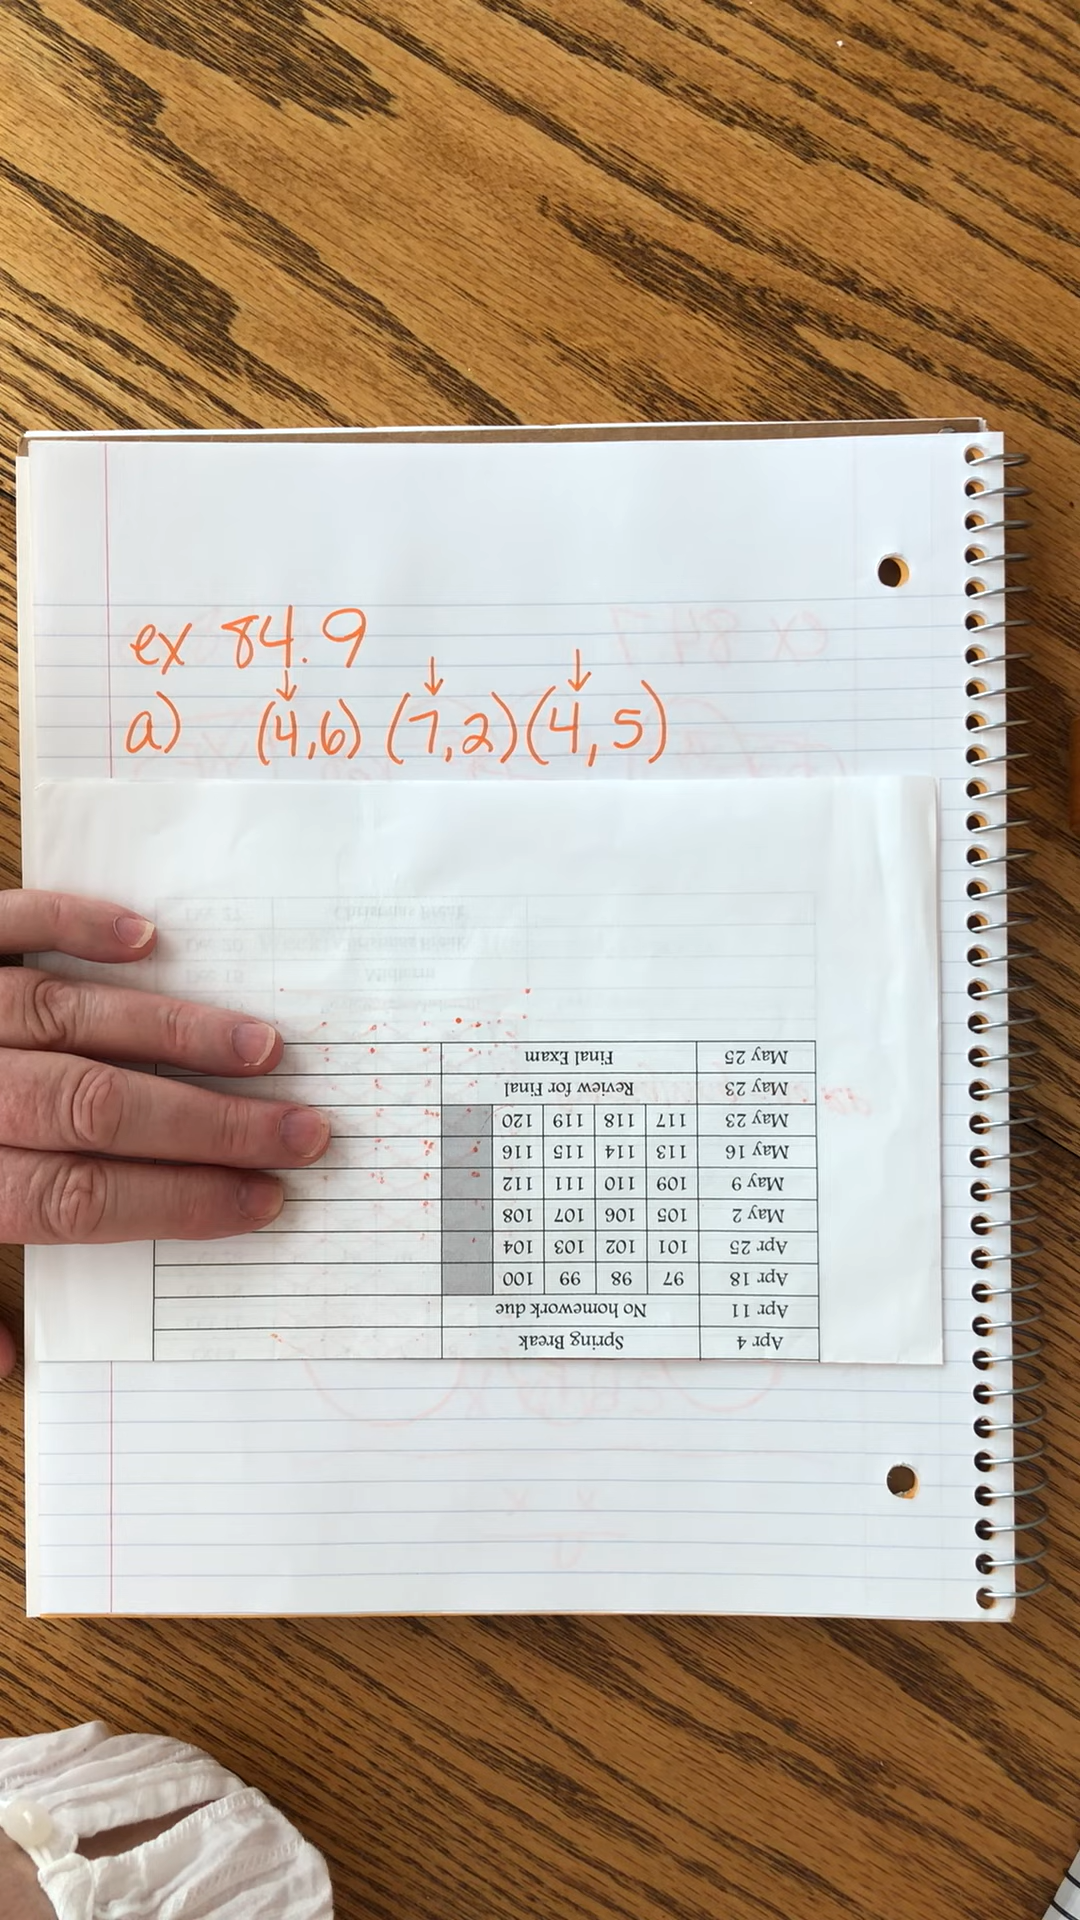 ex 84.9
a) (4,6) (7,2) (4,5)
Apr 4 Spring Break
Apr 11 No homework due
Apr 18 97 98 99 100
Apr 25 101 102 103 104
May 2 105 106 107 108
May 9 109 110 111 112
May 16 113 114 115 116
May 23 117 118 119 120
May 23 Review for Final
May 25 Final Exam